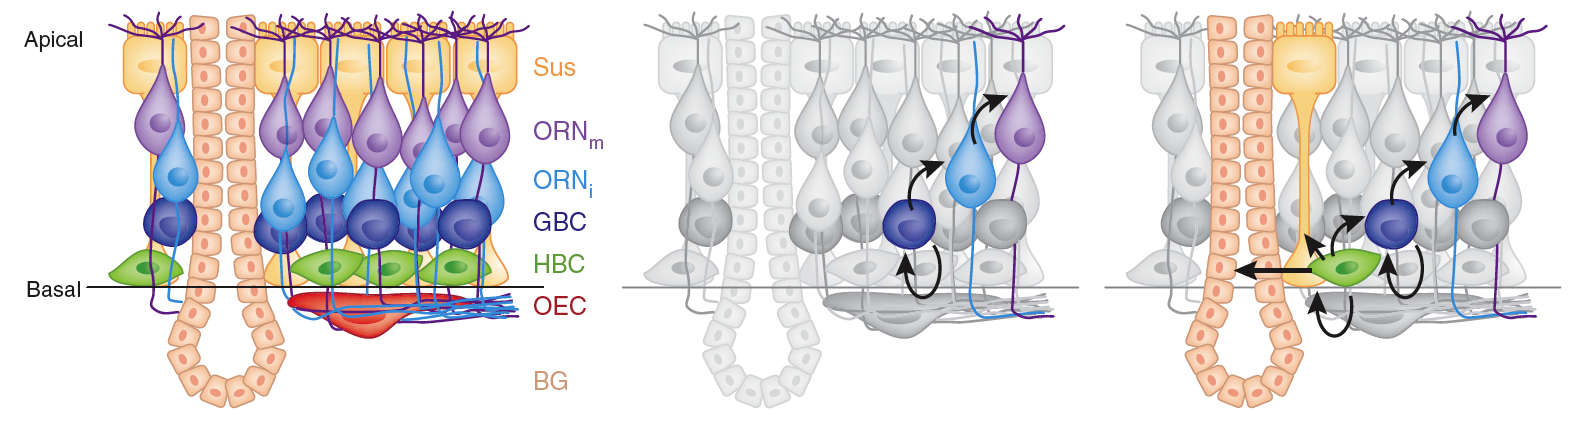 Apical
Sus
ORNm
ORNi
GBC
HBC
Basal
OEC
BG